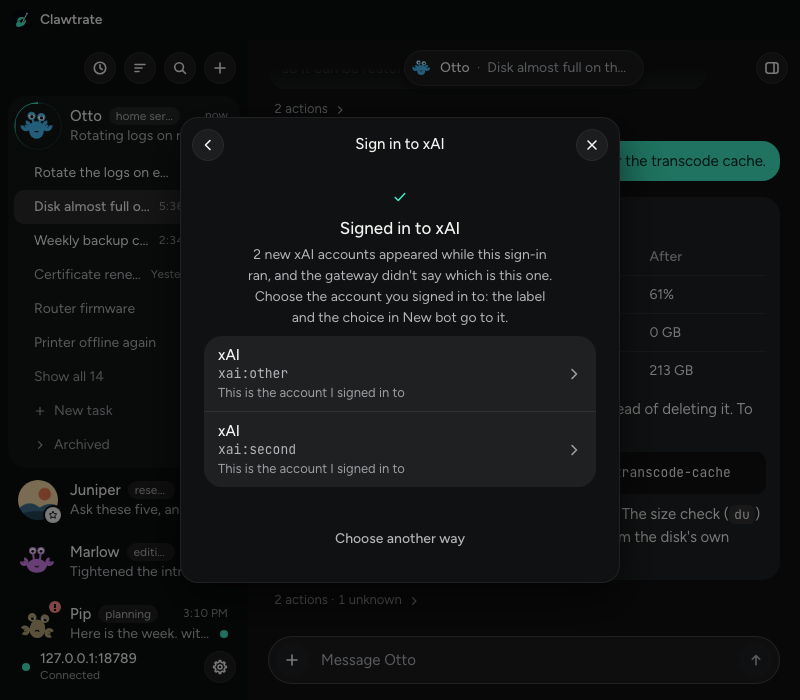 Clawtrate
Otto · Disk almost full on th...
2 actions
Otto home ser... now
Rotating logs on r
Rotate the logs on e...
Disk almost full o... 5:36
Weekly backup c... 2:34
Certificate rene... Yeste
Router firmware
Printer offline again
Show all 14
+ New task
Archived
Juniper rese...
Ask these five, an
Marlow editi...
Tightened the intr
Pip planning 3:10 PM
Here is the week. wit...
127.0.0.1:18789
Connected
Sign in to xAI
Signed in to xAI
2 new xAI accounts appeared while this sign-in
ran, and the gateway didn't say which is this one.
Choose the account you signed in to: the label
and the choice in New bot go to it.
xAI
xai:other
This is the account I signed in to
xAI
xai:second
This is the account I signed in to
Choose another way
the transcode cache.
After
61%
0 GB
213 GB
ead of deleting it. To
transcode-cache
The size check (du)
m the disk's own
2 actions · 1 unknown
Message Otto